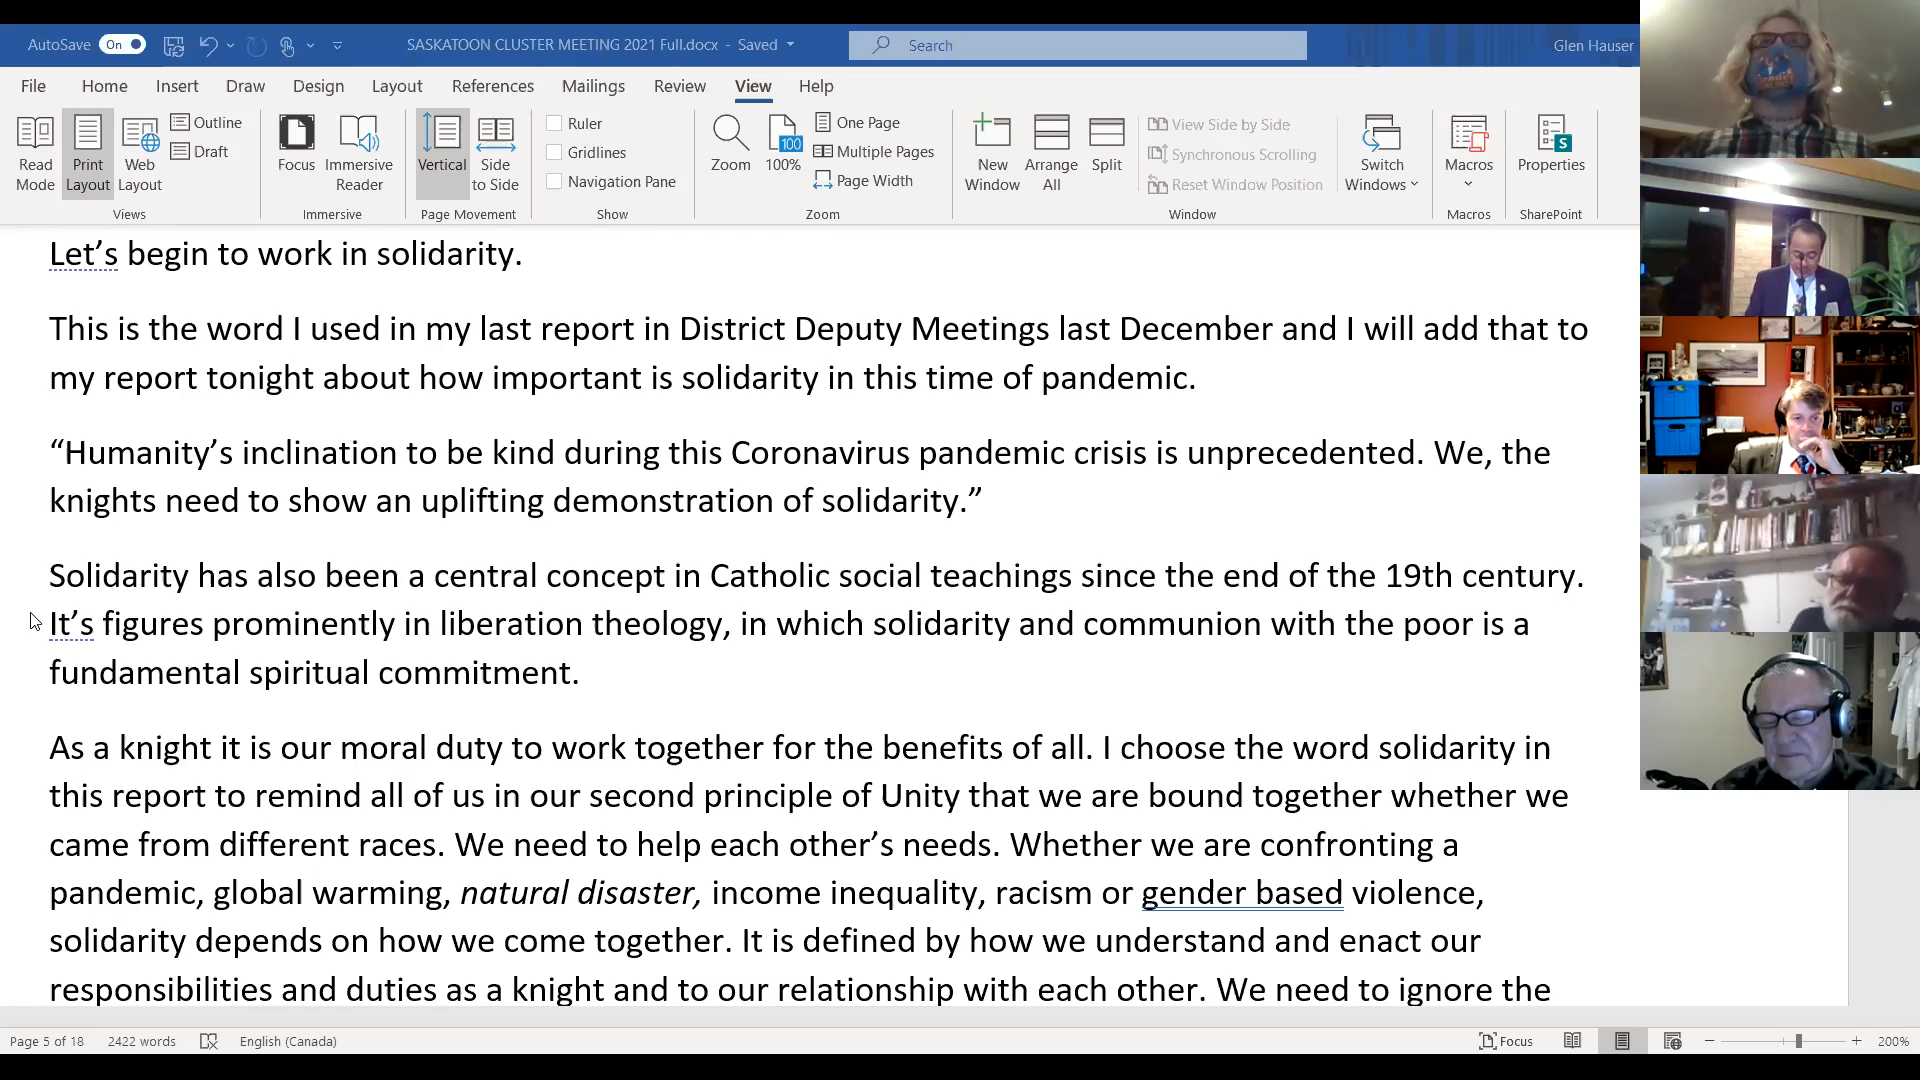 AutoSave On SASKATOON CLUSTER MEETING 2021 Full.docx - Saved Search Glen Hauser
File Home Insert Draw Design Layout References Mailings Review View Help
Read Mode
Print Layout
Web Layout
Outline
Draft
Views
Focus
Immersive Reader
Immersive
Vertical
Side to Side
Page Movement
Ruler
Gridlines
Navigation Pane
Show
Zoom
100
100%
One Page
Multiple Pages
Page Width
Zoom
New Window
Arrange All
Split
View Side by Side
Synchronous Scrolling
Reset Window Position
Switch Windows
Window
Macros
Macros
Properties
SharePoint
Let’s begin to work in solidarity.
This is the word I used in my last report in District Deputy Meetings last December and I will add that to
my report tonight about how important is solidarity in this time of pandemic.
“Humanity’s inclination to be kind during this Coronavirus pandemic crisis is unprecedented. We, the
knights need to show an uplifting demonstration of solidarity.”
Solidarity has also been a central concept in Catholic social teachings since the end of the 19th century.
It’s figures prominently in liberation theology, in which solidarity and communion with the poor is a
fundamental spiritual commitment.
As a knight it is our moral duty to work together for the benefits of all. I choose the word solidarity in
this report to remind all of us in our second principle of Unity that we are bound together whether we
came from different races. We need to help each other’s needs. Whether we are confronting a
pandemic, global warming, natural disaster, income inequality, racism or gender based violence,
solidarity depends on how we come together. It is defined by how we understand and enact our
responsibilities and duties as a knight and to our relationship with each other. We need to ignore the
Page 5 of 18 2422 words English (Canada) Focus 200%